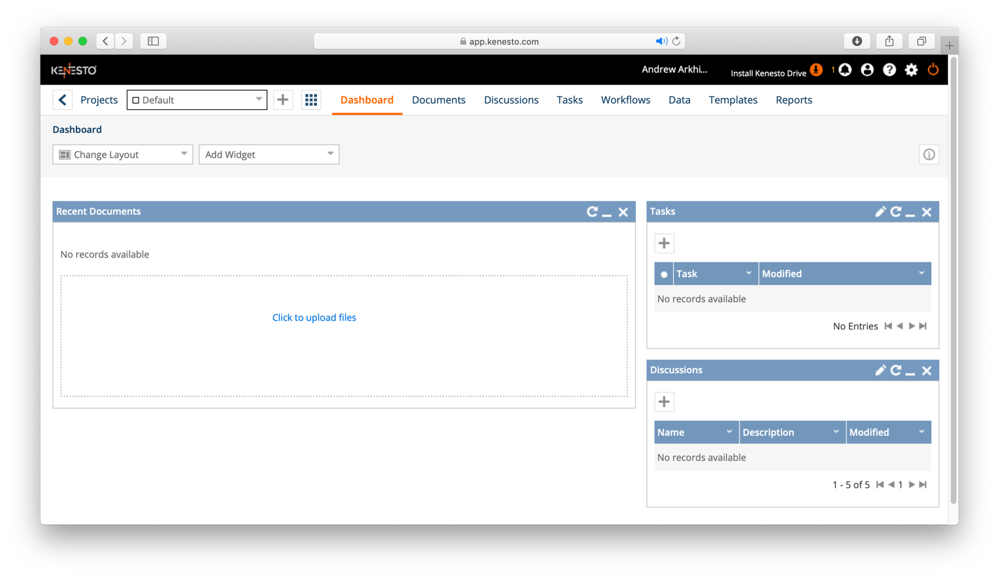 app.kenesto.com
KENESTO
Andrew Arkhi...
Install Kenesto Drive
1
Projects
Default
Dashboard
Documents
Discussions
Tasks
Workflows
Data
Templates
Reports
Dashboard
Change Layout
Add Widget
Recent Documents
No records available
Click to upload files
Tasks
Task
Modified
No records available
No Entries
Discussions
Name
Description
Modified
No records available
1 - 5 of 5
1